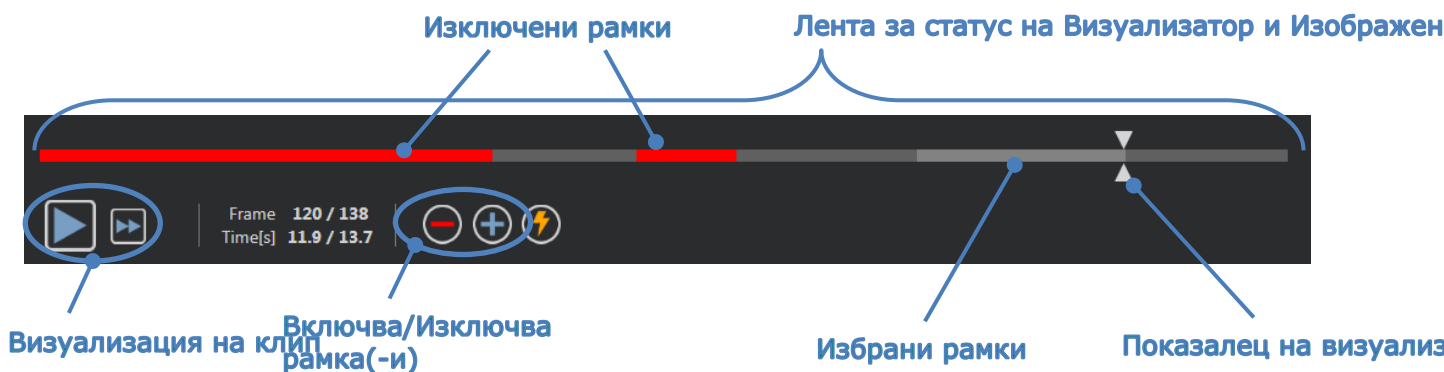 Изключени рамки
Лента за статус на Визуализатор и Изображен
Frame 120 / 138
Time[s] 11.9 / 13.7
Визуализация на клип
Включва/Изключва
рамка(-и)
Избрани рамки
Показалец на визуализ